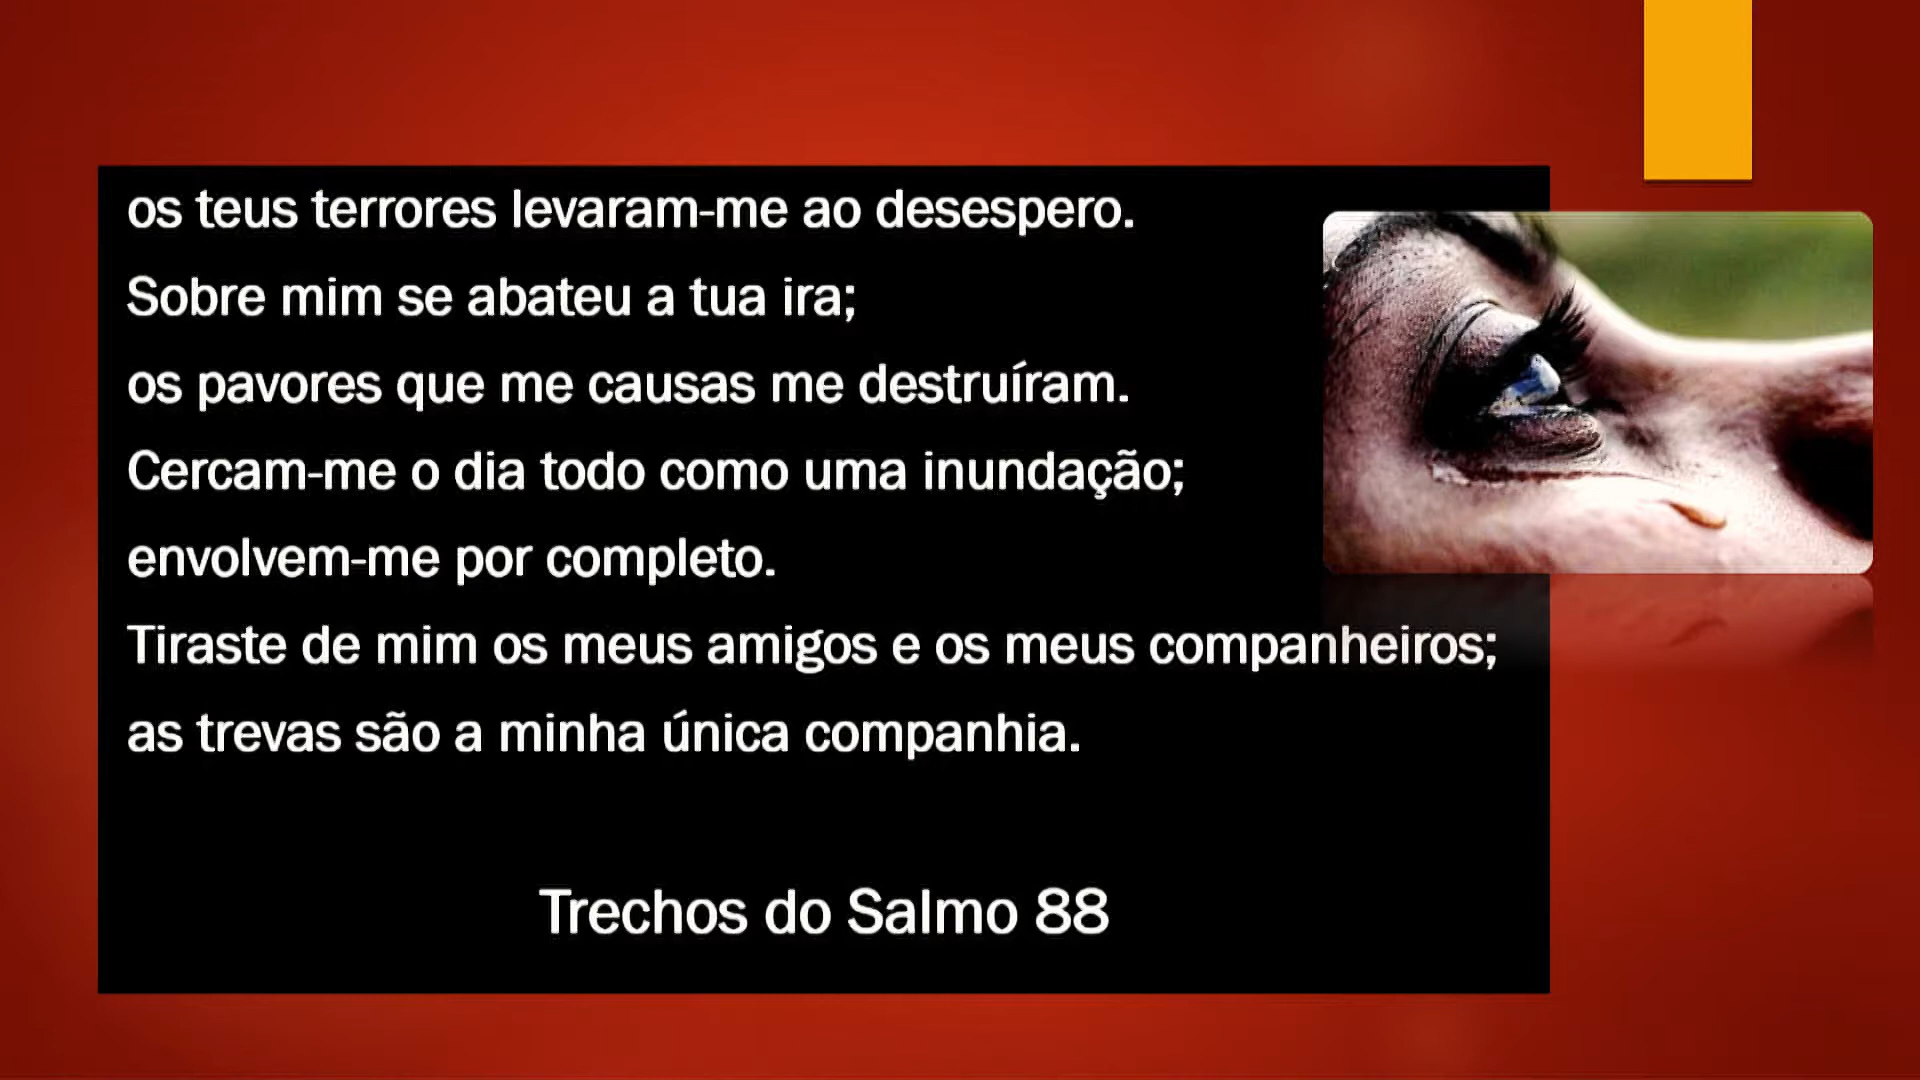 os teus terrores levaram-me ao desespero.
Sobre mim se abateu a tua ira;
os pavores que me causas me destruíram.
Cercam-me o dia todo como uma inundação;
envolvem-me por completo.
Tiraste de mim os meus amigos e os meus companheiros;
as trevas são a minha única companhia.
Trechos do Salmo 88